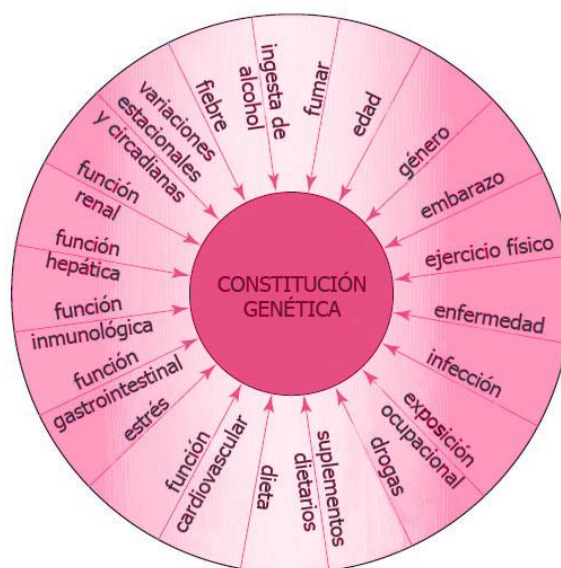 CONSTITUCIÓN
GENÉTICA
ingesta de
alcohol
fumar
edad
género
embarazo
ejercicio físico
enfermedad
infección
exposición
ocupacional
drogas
suplementos
dietarios
dieta
función
cardiovascular
estrés
función
gastrointestinal
función
inmunológica
función
hepática
función
renal
variaciones
estacionales
y circadianas
fiebre